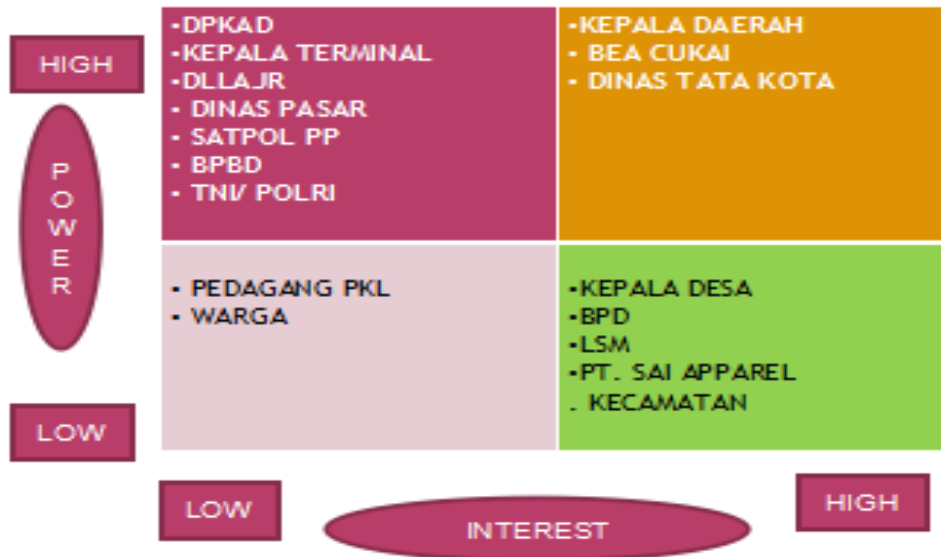 HIGH
-DPKAD
-KEPALA TERMINAL
-DLLAJR
- DINAS PASAR
- SATPOL PP
- BPBD
- TNI/ POLRI
-KEPALA DAERAH
- BEA CUKAI
- DINAS TATA KOTA
POWER
- PEDAGANG PKL
- WARGA
-KEPALA DESA
-BPD
-LSM
-PT. SAI APPAREL
. KECAMATAN
LOW
LOW
INTEREST
HIGH